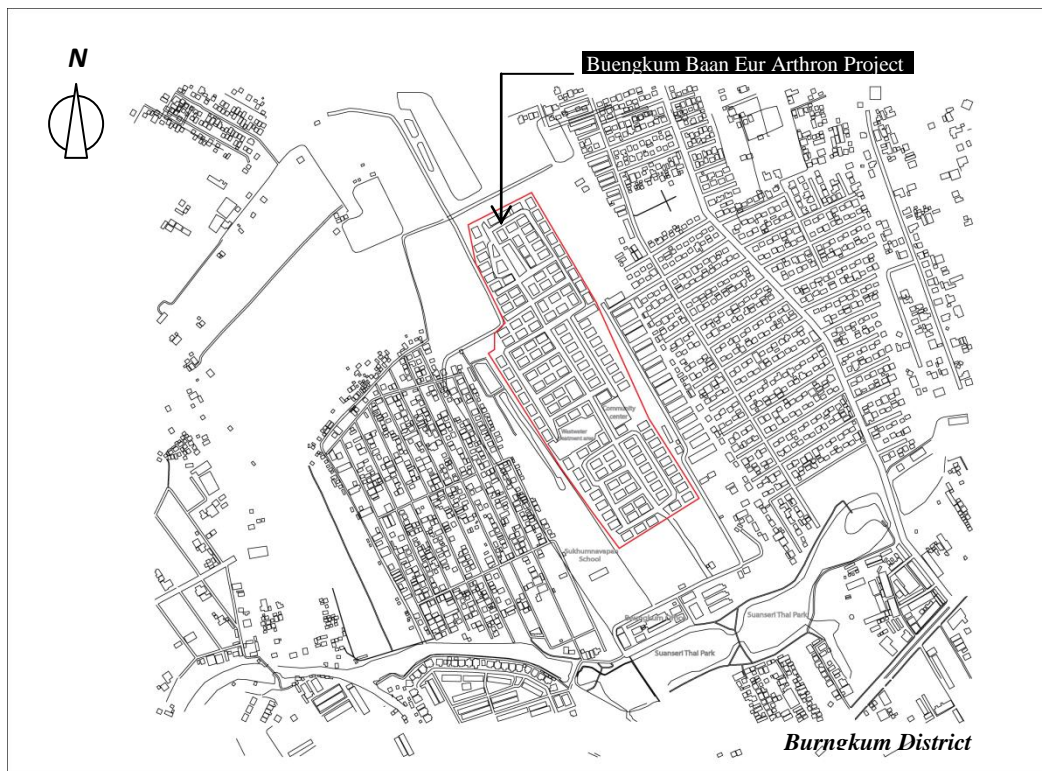 N
Buengkum Baan Eur Arthron Project
Community
center
Wastewater
treatment area
Sukhumnavapan
School
Suanseri Thai Park
Suanseri Thai Park
Burngkum District